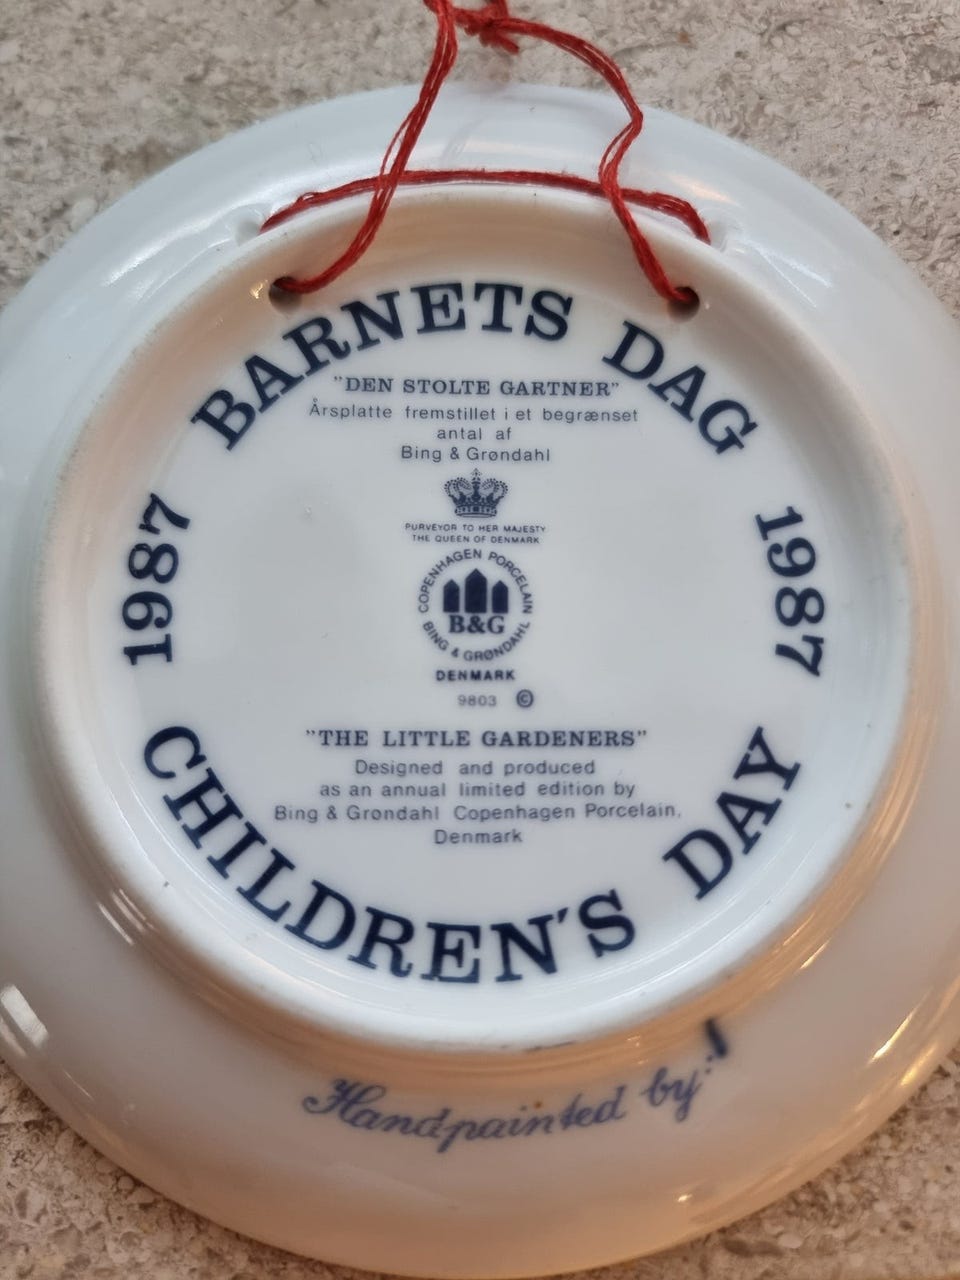 BARNETS DAG
"DEN STOLTE GARTNER"
Årsplatte fremstillet i et begrænset
antal af
Bing & Grøndahl
PURVEYOR TO HER MAJESTY
THE QUEEN OF DENMARK
COPENHAGEN PORCELAIN
B&G
BING & GRØNDAHL
DENMARK
9803 ©
1987
1987
"THE LITTLE GARDENERS"
Designed and produced
as an annual limited edition by
Bing & Grøndahl Copenhagen Porcelain,
Denmark
CHILDREN'S DAY
Handpainted by: